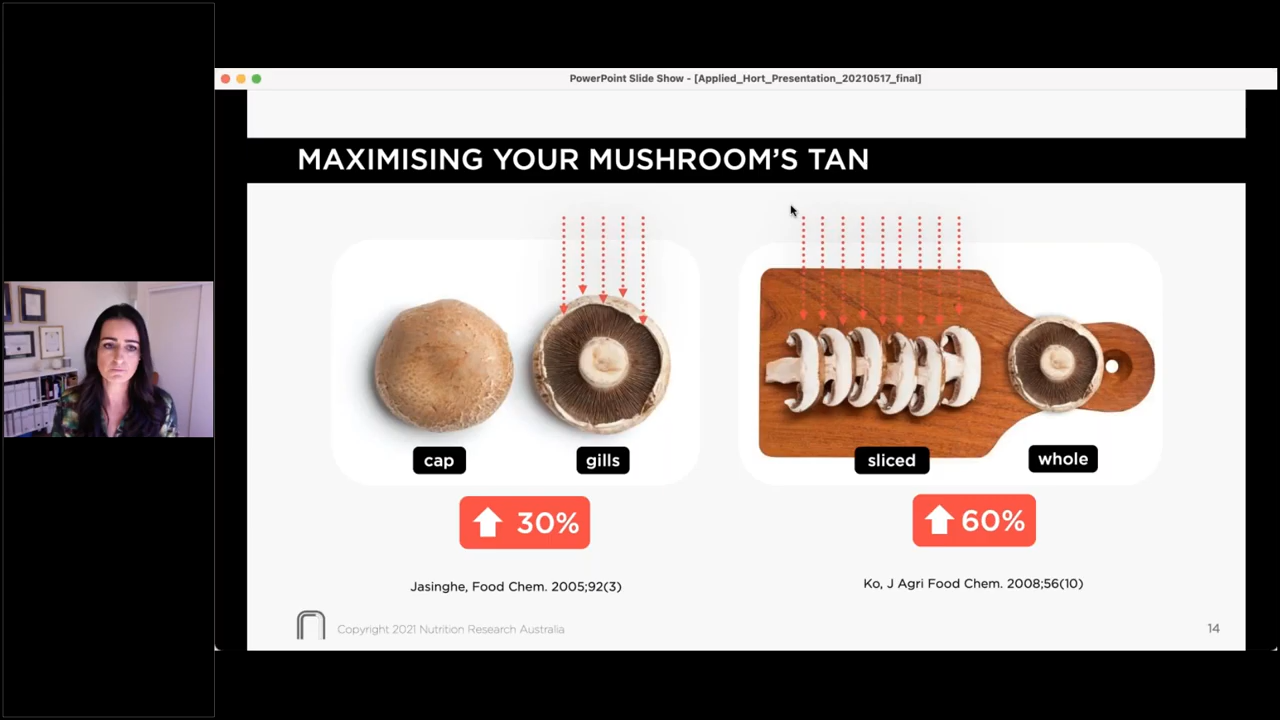 PowerPoint Slide Show - [Applied_Hort_Presentation_20210517_final]
MAXIMISING YOUR MUSHROOM'S TAN
cap
gills
sliced
whole
30%
60%
Jasinghe, Food Chem. 2005;92(3)
Ko, J Agri Food Chem. 2008;56(10)
Copyright 2021 Nutrition Research Australia
14